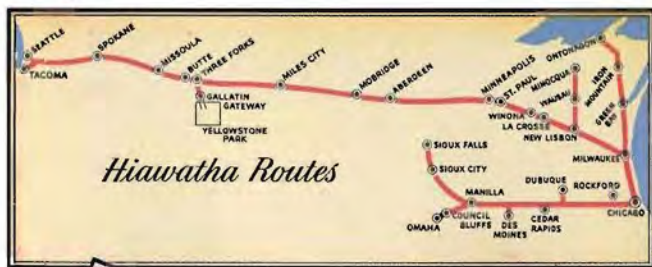 SEATTLE
TACOMA
SPOKANE
MISSOULA
BUTTE
THREE FORKS
GALLATIN
GATEWAY
YELLOWSTONE
PARK
MILES CITY
MOBRIDGE
ABERDEEN
MINNEAPOLIS
ST. PAUL
WINONA
LA CROSSE
NEW LISBON
WAUSAU
MINOCQUA
ONTONAGON
IRON
MOUNTAIN
GREEN
BAY
MILWAUKEE
CHICAGO
Hiawatha Routes
SIOUX FALLS
SIOUX CITY
MANILLA
OMAHA
COUNCIL
BLUFFS
DES
MOINES
CEDAR
RAPIDS
DUBUQUE
ROCKFORD